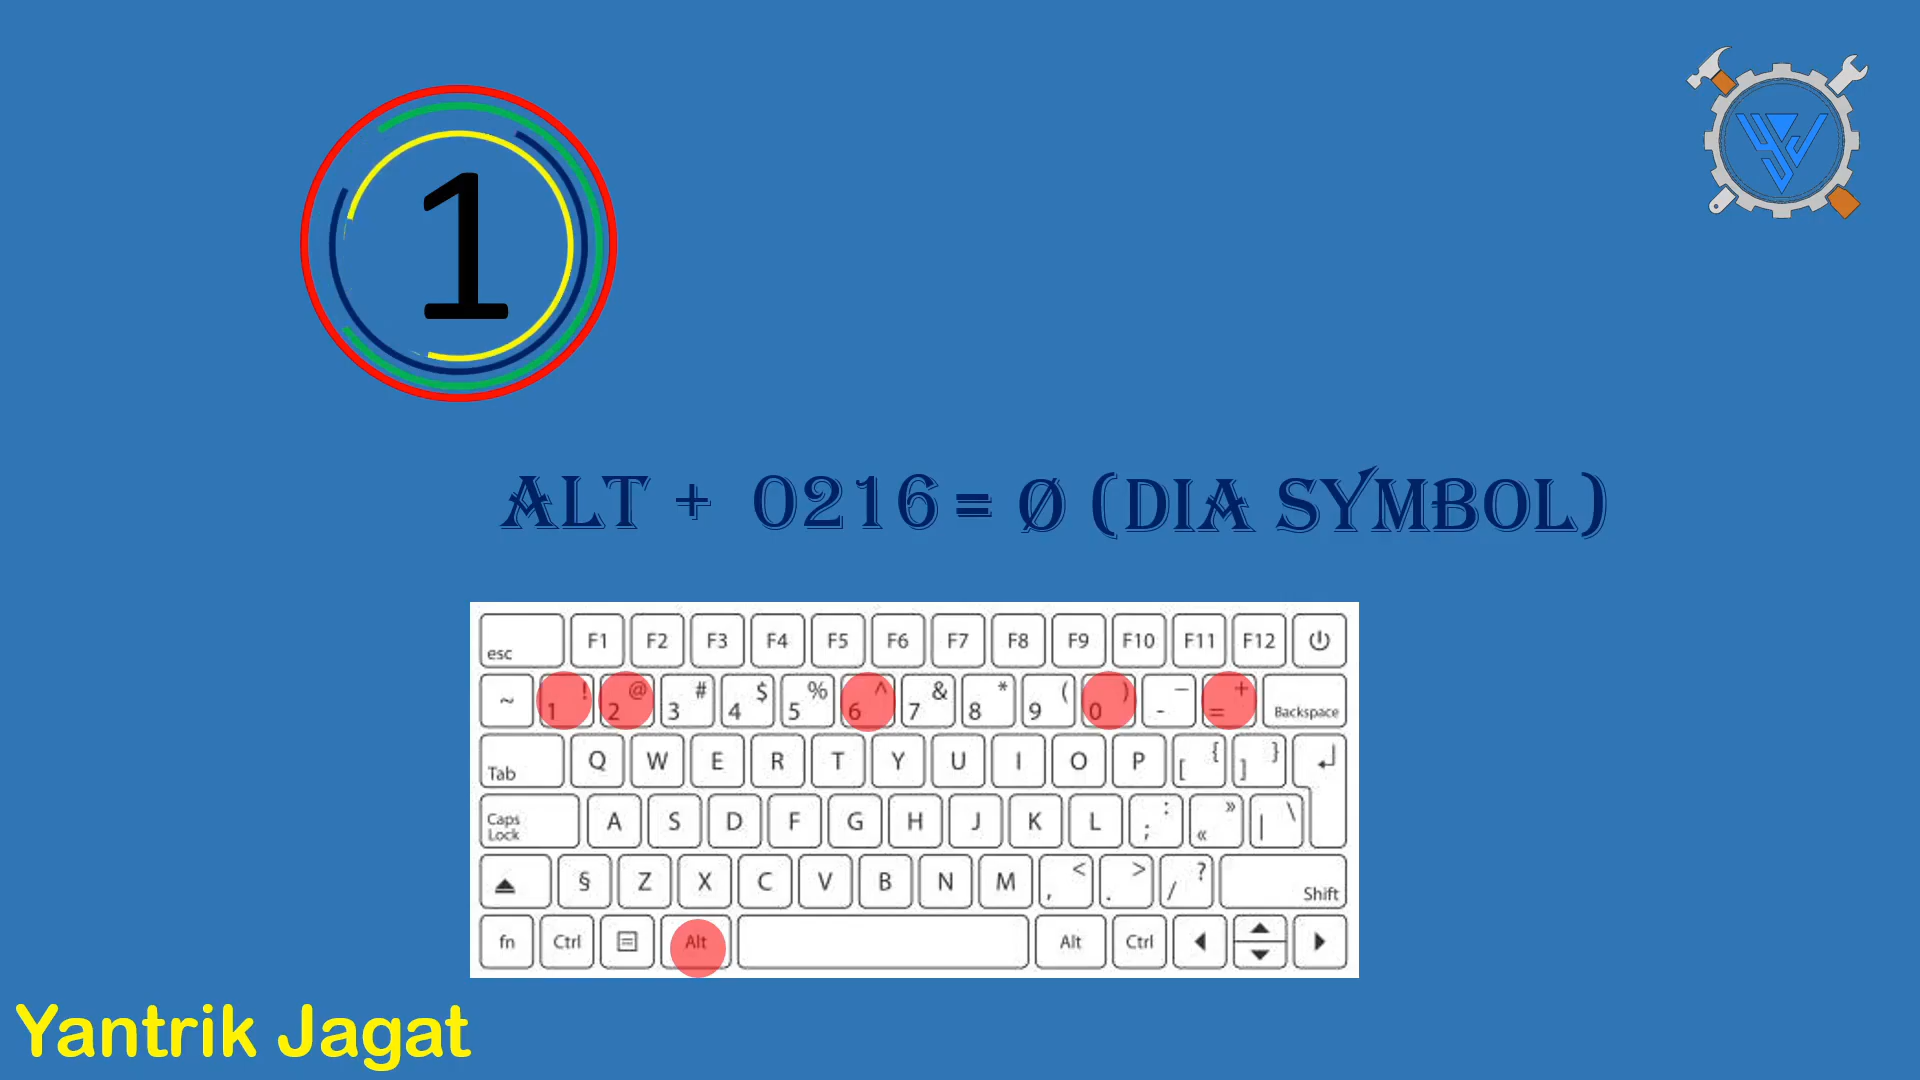 1
ALT + 0216 = Ø (DIA SYMBOL)
esc F1 F2 F3 F4 F5 F6 F7 F8 F9 F10 F11 F12
~ ! 1 @ 2 # 3 $ 4 % 5 ^ 6 & 7 * 8 ( 9 ) 0 – - + = Backspace
Tab Q W E R T Y U I O P { [ } ]
Caps Lock A S D F G H J K L : ; » « \ |
§ Z X C V B N M < , > . ? / Shift
fn Ctrl Alt Alt Ctrl
Yantrik Jagat